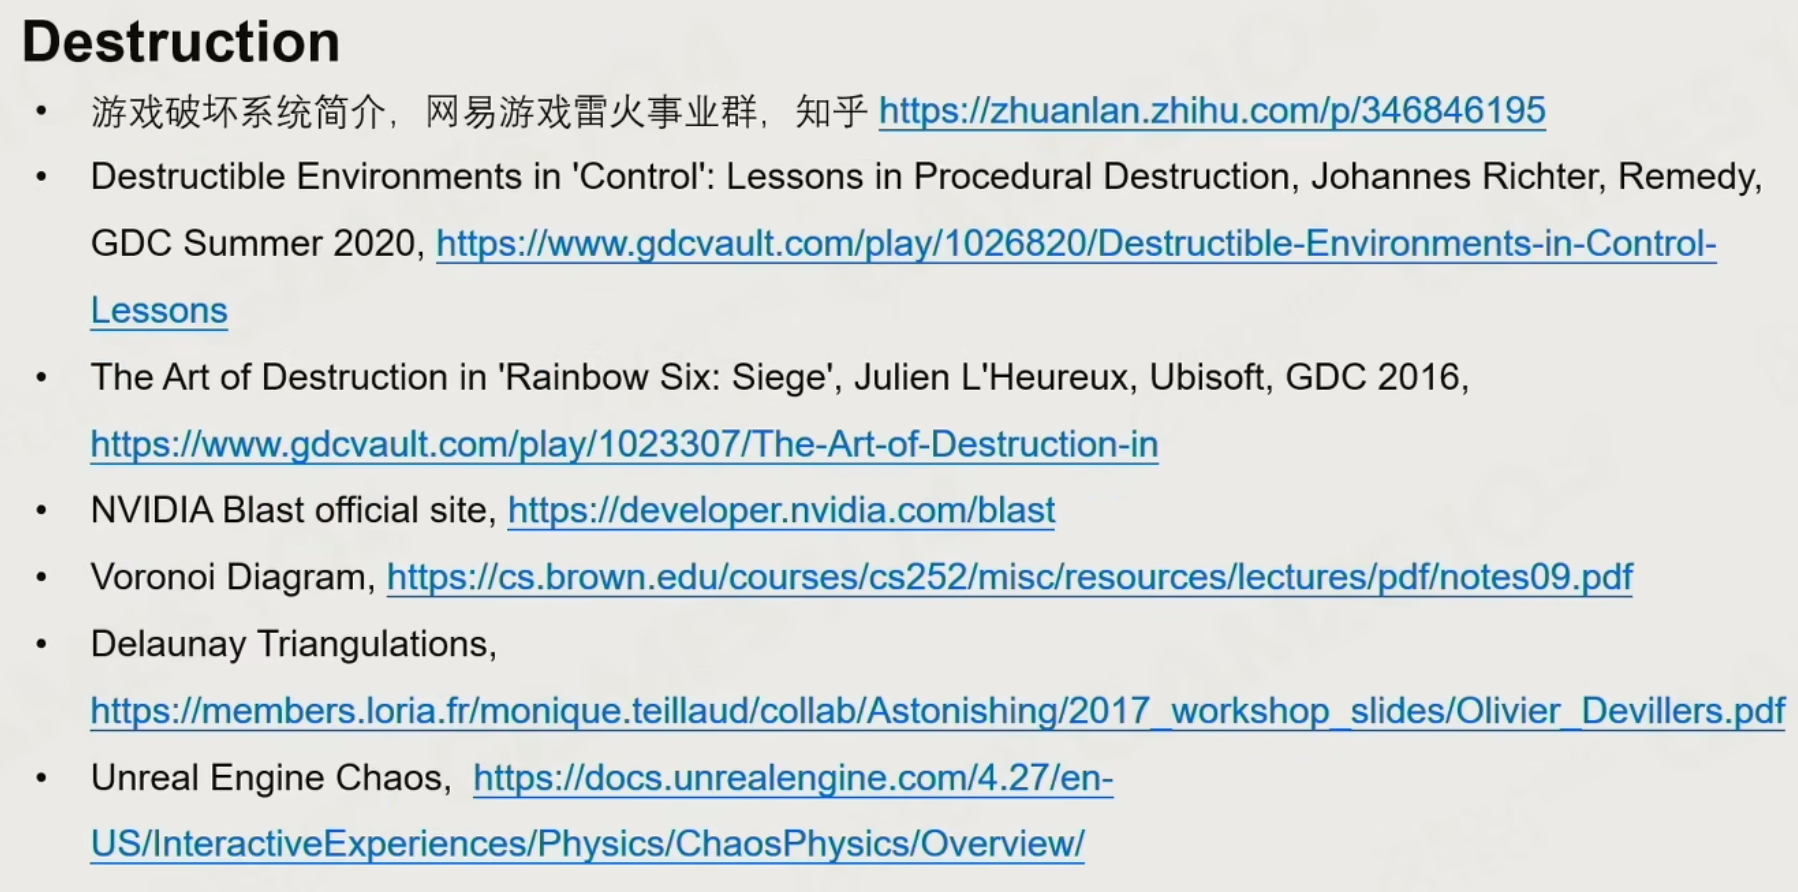 Destruction
• 游戏破坏系统简介，网易游戏雷火事业群，知乎 https://zhuanlan.zhihu.com/p/346846195
• Destructible Environments in 'Control': Lessons in Procedural Destruction, Johannes Richter, Remedy,
GDC Summer 2020, https://www.gdcvault.com/play/1026820/Destructible-Environments-in-Control-
Lessons
• The Art of Destruction in 'Rainbow Six: Siege', Julien L'Heureux, Ubisoft, GDC 2016,
https://www.gdcvault.com/play/1023307/The-Art-of-Destruction-in
• NVIDIA Blast official site, https://developer.nvidia.com/blast
• Voronoi Diagram, https://cs.brown.edu/courses/cs252/misc/resources/lectures/pdf/notes09.pdf
• Delaunay Triangulations,
https://members.loria.fr/monique.teillaud/collab/Astonishing/2017_workshop_slides/Olivier_Devillers.pdf
• Unreal Engine Chaos, https://docs.unrealengine.com/4.27/en-
US/InteractiveExperiences/Physics/ChaosPhysics/Overview/